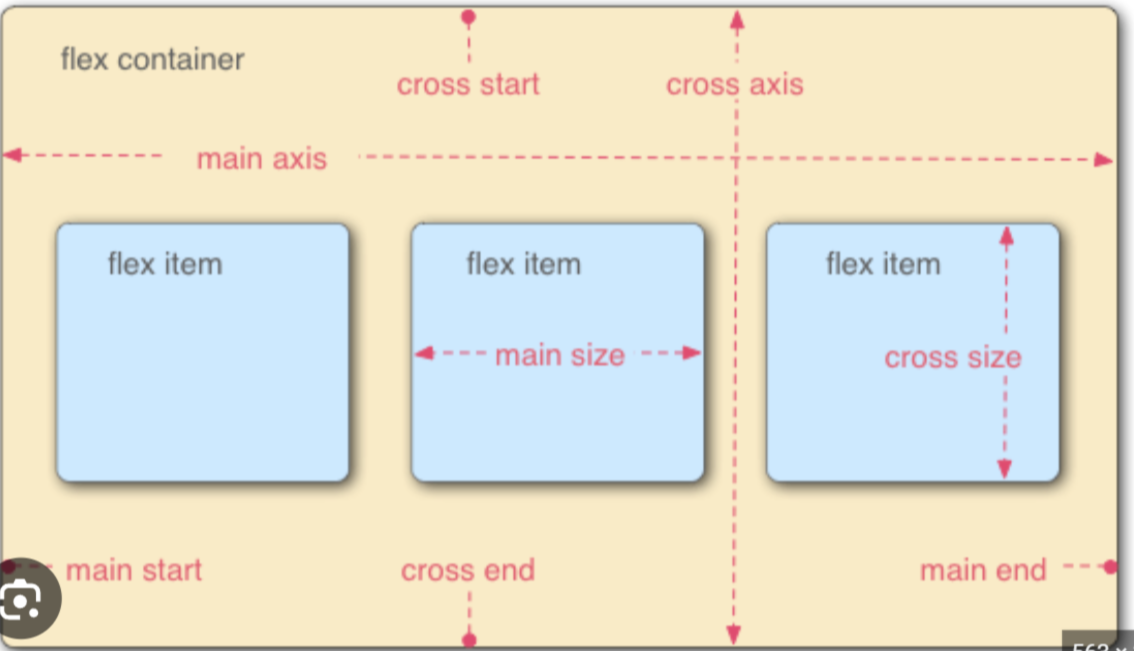 flex container
cross start
cross axis
main axis
flex item
flex item
flex item
main size
cross size
main start
cross end
main end